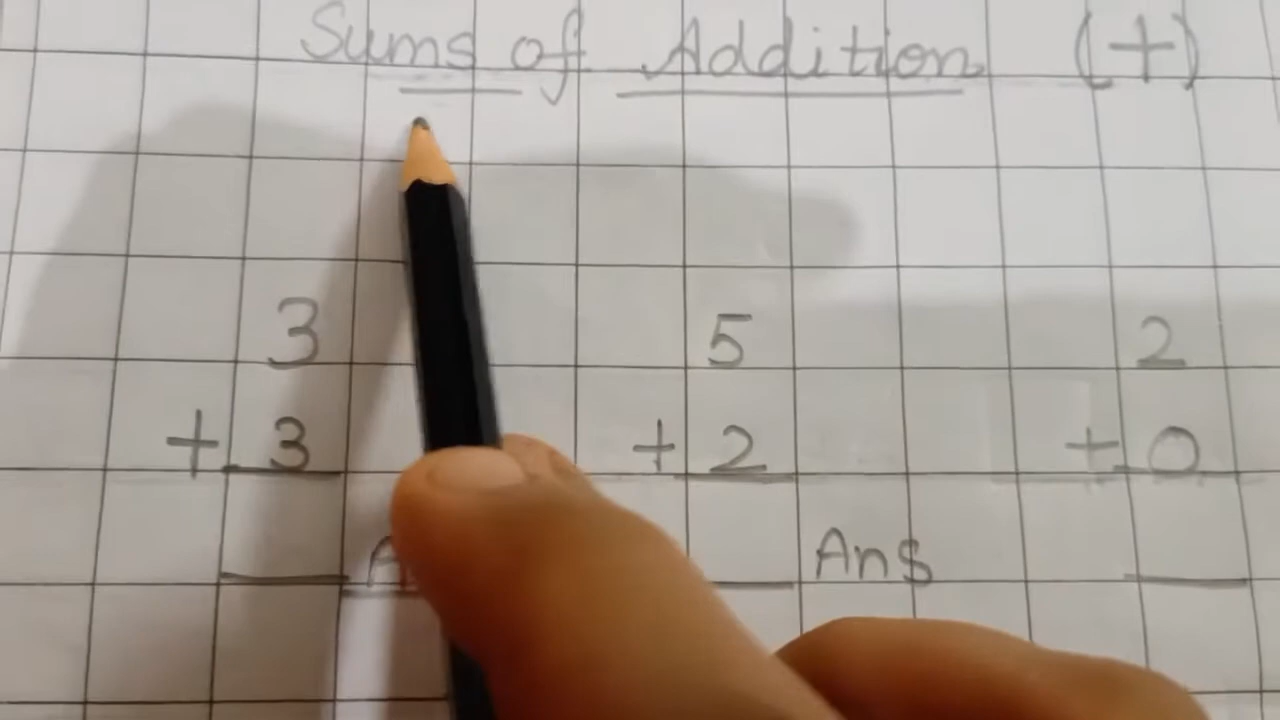 Sums of Addition (+)
3 5 2
+ 3 + 2 + 0
Ans